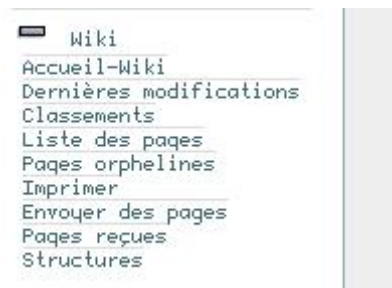 Wiki
Accueil-Wiki
Dernières modifications
Classements
Liste des pages
Pages orphelines
Imprimer
Envoyer des pages
Pages reçues
Structures